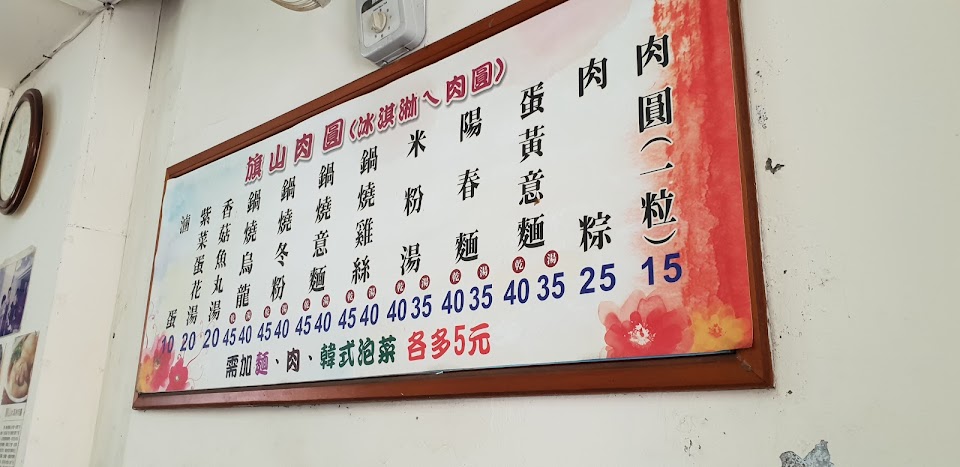 旗山肉圓(冰淇淋ㄟ肉圓)
肉圓(一粒) 15
肉粽 25
蛋黃意麵 乾 40 湯 35
陽春麵 乾 40 湯 35
米粉湯 乾 40 湯 35
鍋燒雞絲 乾 45 湯 40
鍋燒意麵 乾 45 湯 40
鍋燒冬粉 乾 45 湯 40
鍋燒烏龍 乾 45 湯 40
香菇魚丸湯 20
紫菜蛋花湯 20
滷蛋 10
需加麵、肉、韓式泡菜 各多5元